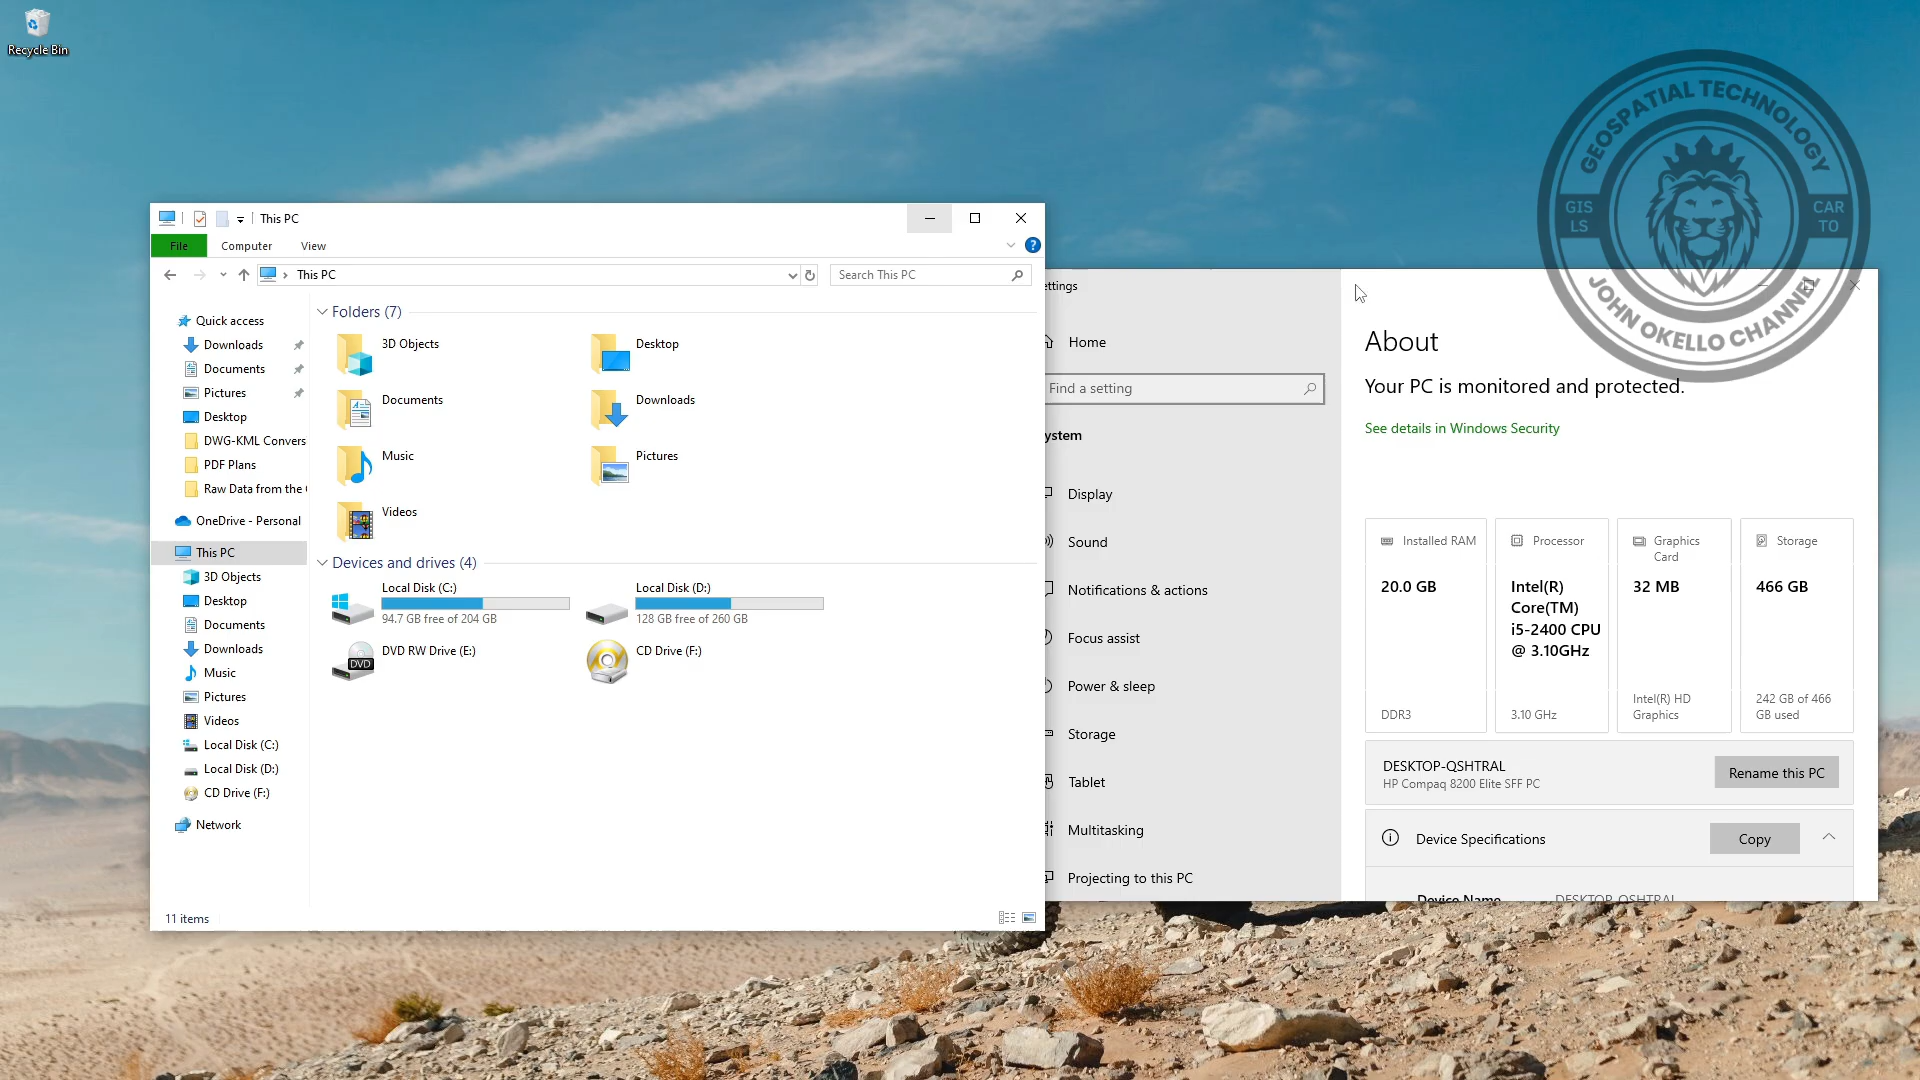 Recycle Bin
This PC
File
Computer
View
This PC
Search This PC
Quick access
Downloads
Documents
Pictures
Desktop
DWG-KML Convers
PDF Plans
Raw Data from the
OneDrive - Personal
This PC
3D Objects
Desktop
Documents
Downloads
Music
Pictures
Videos
Local Disk (C:)
Local Disk (D:)
CD Drive (F:)
Network
Folders (7)
3D Objects
Desktop
Documents
Downloads
Music
Pictures
Videos
Devices and drives (4)
Local Disk (C:)
94.7 GB free of 204 GB
Local Disk (D:)
128 GB free of 260 GB
DVD
DVD RW Drive (E:)
CD Drive (F:)
11 items
ettings
Home
Find a setting
ystem
Display
Sound
Notifications & actions
Focus assist
Power & sleep
Storage
Tablet
Multitasking
Projecting to this PC
About
Your PC is monitored and protected.
See details in Windows Security
Installed RAM
20.0 GB
DDR3
Processor
Intel(R)
Core(TM)
i5-2400 CPU
@ 3.10GHz
3.10 GHz
Graphics
Card
32 MB
Intel(R) HD
Graphics
Storage
466 GB
242 GB of 466
GB used
DESKTOP-QSHTRAL
HP Compaq 8200 Elite SFF PC
Rename this PC
Device Specifications
Copy
Device Name
DESKTOP-QSHTRAL
GEOSPATIAL TECHNOLOGY
GIS
LS
CAR
TO
JOHN OKELLO CHANNEL